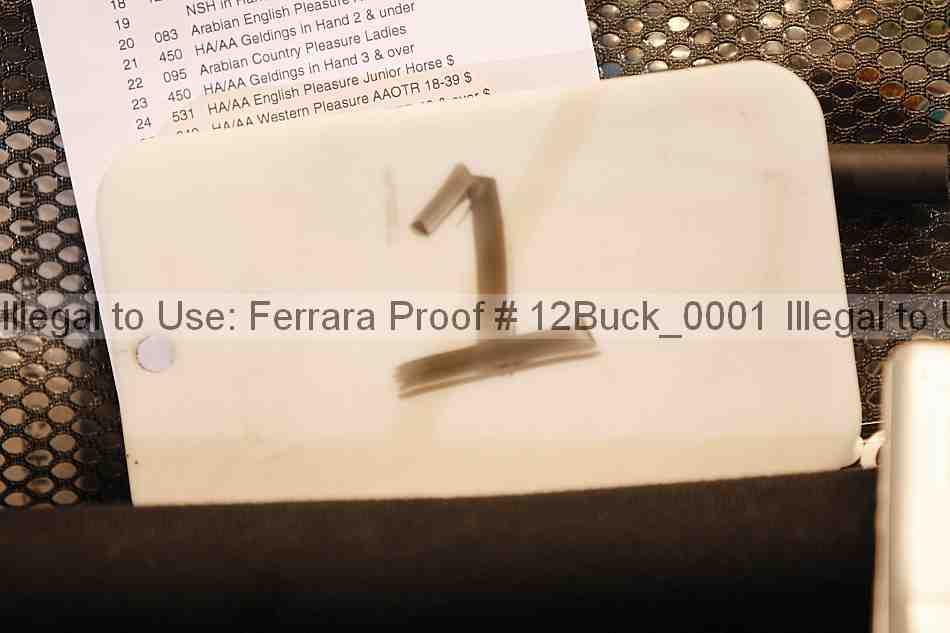 18
NSH in
19
20 083 Arabian English Pleasure
21 450 HA/AA Geldings in Hand 2 & under
22 095 Arabian Country Pleasure Ladies
23 450 HA/AA Geldings in Hand 3 & over
24 531 HA/AA English Pleasure Junior Horse $
HA/AA Western Pleasure AAOTR 18-39 $
& over $
1
Illegal to Use: Ferrara Proof # 12Buck_0001 Illegal to